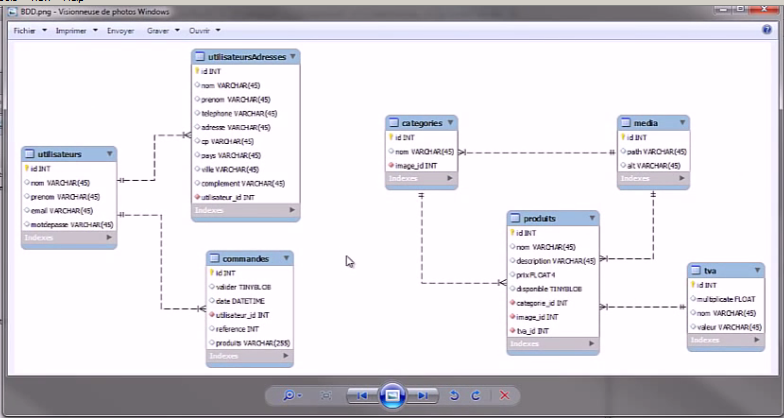 BDD.png - Visionneuse de photos Windows
Fichier Imprimer Envoyer Graver Ouvrir
utilisateursAdresses
id INT
nom VARCHAR(45)
prenom VARCHAR(45)
telephone VARCHAR(45)
adresse VARCHAR(45)
cp VARCHAR(45)
pays VARCHAR(45)
ville VARCHAR(45)
complement VARCHAR(45)
utilisateur_id INT
Indexes
utilisateurs
id INT
nom VARCHAR(45)
prenom VARCHAR(45)
email VARCHAR(45)
motdepasse VARCHAR(45)
Indexes
commandes
id INT
valider TINYBLOB
date DATETIME
utilisateur_id INT
reference INT
produits VARCHAR(255)
Indexes
categories
id INT
nom VARCHAR(45)
image_id INT
Indexes
media
id INT
path VARCHAR(45)
alt VARCHAR(45)
Indexes
produits
id INT
nom VARCHAR(45)
description VARCHAR(45)
prix FLOAT4
disponible TINYBLOB
categorie_id INT
image_id INT
tva_id INT
Indexes
tva
id INT
multiplicate FLOAT
nom VARCHAR(45)
valeur VARCHAR(45)
Indexes